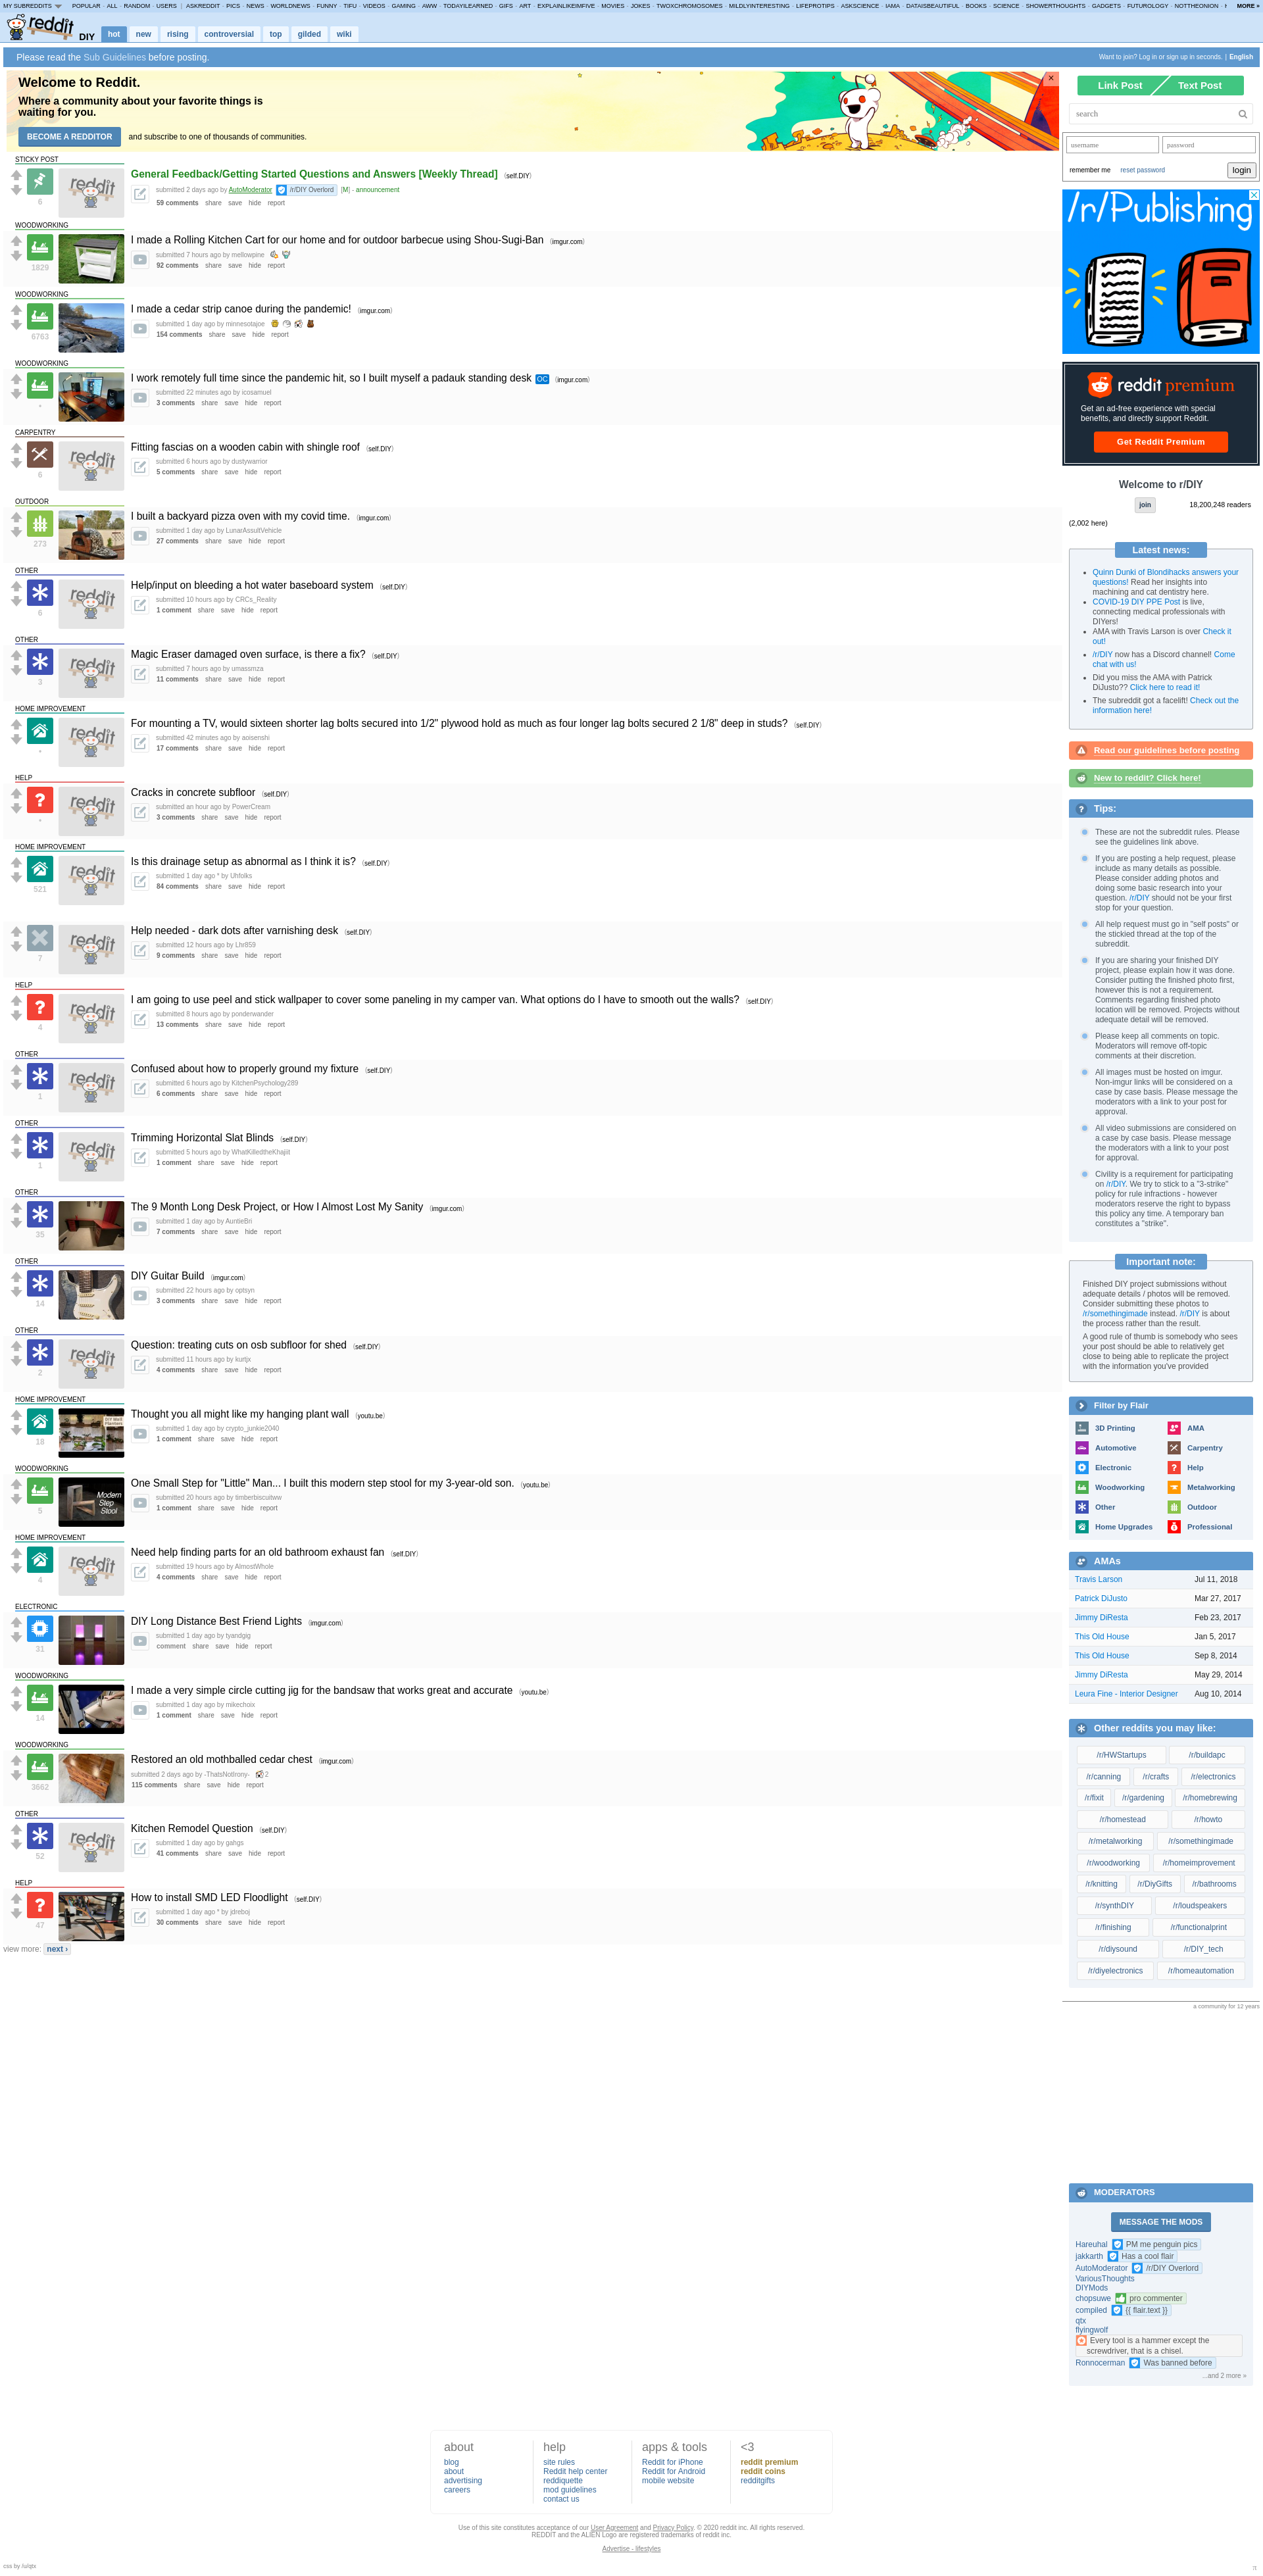 MY SUBREDDITS POPULAR - ALL - RANDOM - USERS | ASKREDDIT - PICS - NEWS - WORLDNEWS - FUNNY - TIFU - VIDEOS - GAMING - AWW - TODAYILEARNED - GIFS - ART - EXPLAINLIKEIMFIVE - MOVIES - JOKES - TWOXCHROMOSOMES - MILDLYINTERESTING - LIFEPROTIPS - ASKSCIENCE - IAMA - DATAISBEAUTIFUL - BOOKS - SCIENCE - SHOWERTHOUGHTS - GADGETS - FUTUROLOGY - NOTTHEONION - MORE »
reddit DIY hot new rising controversial top gilded wiki
Please read the Sub Guidelines before posting.
Want to join? Log in or sign up in seconds. | English
Welcome to Reddit.
Where a community about your favorite things is
waiting for you.
BECOME A REDDITOR and subscribe to one of thousands of communities.
STICKY POST
6
General Feedback/Getting Started Questions and Answers [Weekly Thread] (self.DIY)
submitted 2 days ago by AutoModerator /r/DIY Overlord [M] - announcement
59 comments share save hide report
WOODWORKING
1829
I made a Rolling Kitchen Cart for our home and for outdoor barbecue using Shou-Sugi-Ban (imgur.com)
submitted 7 hours ago by mellowpine
92 comments share save hide report
WOODWORKING
6763
I made a cedar strip canoe during the pandemic! (imgur.com)
submitted 1 day ago by minnesotajoe
154 comments share save hide report
WOODWORKING
•
I work remotely full time since the pandemic hit, so I built myself a padauk standing desk OC (imgur.com)
submitted 22 minutes ago by icosamuel
3 comments share save hide report
CARPENTRY
6
Fitting fascias on a wooden cabin with shingle roof (self.DIY)
submitted 6 hours ago by dustywarrior
5 comments share save hide report
OUTDOOR
273
I built a backyard pizza oven with my covid time. (imgur.com)
submitted 1 day ago by LunarAssultVehicle
27 comments share save hide report
OTHER
6
Help/input on bleeding a hot water baseboard system (self.DIY)
submitted 10 hours ago by CRCs_Reality
1 comment share save hide report
OTHER
3
Magic Eraser damaged oven surface, is there a fix? (self.DIY)
submitted 7 hours ago by umassmza
11 comments share save hide report
HOME IMPROVEMENT
•
For mounting a TV, would sixteen shorter lag bolts secured into 1/2" plywood hold as much as four longer lag bolts secured 2 1/8" deep in studs? (self.DIY)
submitted 42 minutes ago by aoisenshi
17 comments share save hide report
HELP
•
Cracks in concrete subfloor (self.DIY)
submitted an hour ago by PowerCream
3 comments share save hide report
HOME IMPROVEMENT
521
Is this drainage setup as abnormal as I think it is? (self.DIY)
submitted 1 day ago * by Uhfolks
84 comments share save hide report
7
Help needed - dark dots after varnishing desk (self.DIY)
submitted 12 hours ago by Lhr859
9 comments share save hide report
HELP
4
I am going to use peel and stick wallpaper to cover some paneling in my camper van. What options do I have to smooth out the walls? (self.DIY)
submitted 8 hours ago by ponderwander
13 comments share save hide report
OTHER
1
Confused about how to properly ground my fixture (self.DIY)
submitted 6 hours ago by KitchenPsychology289
6 comments share save hide report
OTHER
1
Trimming Horizontal Slat Blinds (self.DIY)
submitted 5 hours ago by WhatKilledtheKhajiit
1 comment share save hide report
OTHER
35
The 9 Month Long Desk Project, or How I Almost Lost My Sanity (imgur.com)
submitted 1 day ago by AuntieBri
7 comments share save hide report
OTHER
14
DIY Guitar Build (imgur.com)
submitted 22 hours ago by optsyn
3 comments share save hide report
OTHER
2
Question: treating cuts on osb subfloor for shed (self.DIY)
submitted 11 hours ago by kurtjx
4 comments share save hide report
HOME IMPROVEMENT
18
Thought you all might like my hanging plant wall (youtu.be)
submitted 1 day ago by crypto_junkie2040
1 comment share save hide report
WOODWORKING
5
Modern Step Stool
One Small Step for "Little" Man... I built this modern step stool for my 3-year-old son. (youtu.be)
submitted 20 hours ago by timberbiscuitww
1 comment share save hide report
HOME IMPROVEMENT
4
Need help finding parts for an old bathroom exhaust fan (self.DIY)
submitted 19 hours ago by AlmostWhole
4 comments share save hide report
ELECTRONIC
31
DIY Long Distance Best Friend Lights (imgur.com)
submitted 1 day ago by tyandgig
comment share save hide report
WOODWORKING
14
I made a very simple circle cutting jig for the bandsaw that works great and accurate (youtu.be)
submitted 1 day ago by mikechoix
1 comment share save hide report
WOODWORKING
3662
Restored an old mothballed cedar chest (imgur.com)
submitted 2 days ago by -ThatsNotIrony- 2
115 comments share save hide report
OTHER
52
Kitchen Remodel Question (self.DIY)
submitted 1 day ago by gahgs
41 comments share save hide report
HELP
47
How to install SMD LED Floodlight (self.DIY)
submitted 1 day ago * by jdreboj
30 comments share save hide report
view more: next ›
Link Post Text Post
search
username password
remember me reset password login
/r/Publishing
reddit premium
Get an ad-free experience with special
benefits, and directly support Reddit.
Get Reddit Premium
Welcome to r/DIY
join 18,200,248 readers
(2,002 here)
Latest news:
Quinn Dunki of Blondihacks answers your
questions! Read her insights into
machining and cat dentistry here.
COVID-19 DIY PPE Post is live,
connecting medical professionals with
DIYers!
AMA with Travis Larson is over Check it
out!
/r/DIY now has a Discord channel! Come
chat with us!
Did you miss the AMA with Patrick
DiJusto?? Click here to read it!
The subreddit got a facelift! Check out the
information here!
Read our guidelines before posting
New to reddit? Click here!
Tips:
These are not the subreddit rules. Please
see the guidelines link above.
If you are posting a help request, please
include as many details as possible.
Please consider adding photos and
doing some basic research into your
question. /r/DIY should not be your first
stop for your question.
All help request must go in "self posts" or
the stickied thread at the top of the
subreddit.
If you are sharing your finished DIY
project, please explain how it was done.
Consider putting the finished photo first,
however this is not a requirement.
Comments regarding finished photo
location will be removed. Projects without
adequate detail will be removed.
Please keep all comments on topic.
Moderators will remove off-topic
comments at their discretion.
All images must be hosted on imgur.
Non-imgur links will be considered on a
case by case basis. Please message the
moderators with a link to your post for
approval.
All video submissions are considered on
a case by case basis. Please message
the moderators with a link to your post
for approval.
Civility is a requirement for participating
on /r/DIY. We try to stick to a "3-strike"
policy for rule infractions - however
moderators reserve the right to bypass
this policy any time. A temporary ban
constitutes a "strike".
Important note:
Finished DIY project submissions without
adequate details / photos will be removed.
Consider submitting these photos to
/r/somethingimade instead. /r/DIY is about
the process rather than the result.
A good rule of thumb is somebody who sees
your post should be able to relatively get
close to being able to replicate the project
with the information you've provided
Filter by Flair
3D Printing AMA
Automotive Carpentry
Electronic Help
Woodworking Metalworking
Other Outdoor
Home Upgrades Professional
AMAs
Travis Larson Jul 11, 2018
Patrick DiJusto Mar 27, 2017
Jimmy DiResta Feb 23, 2017
This Old House Jan 5, 2017
This Old House Sep 8, 2014
Jimmy DiResta May 29, 2014
Leura Fine - Interior Designer Aug 10, 2014
Other reddits you may like:
/r/HWStartups /r/buildapc
/r/canning /r/crafts /r/electronics
/r/fixit /r/gardening /r/homebrewing
/r/homestead /r/howto
/r/metalworking /r/somethingimade
/r/woodworking /r/homeimprovement
/r/knitting /r/DiyGifts /r/bathrooms
/r/synthDIY /r/loudspeakers
/r/finishing /r/functionalprint
/r/diysound /r/DIY_tech
/r/diyelectronics /r/homeautomation
a community for 12 years
MODERATORS
MESSAGE THE MODS
Hareuhal PM me penguin pics
jakkarth Has a cool flair
AutoModerator /r/DIY Overlord
VariousThoughts
DIYMods
chopsuwe pro commenter
compiled {{ flair.text }}
qtx
flyingwolf
Every tool is a hammer except the
screwdriver, that is a chisel.
Ronnocerman Was banned before
...and 2 more »
about
blog
about
advertising
careers
help
site rules
Reddit help center
reddiquette
mod guidelines
contact us
apps & tools
Reddit for iPhone
Reddit for Android
mobile website
<3
reddit premium
reddit coins
redditgifts
Use of this site constitutes acceptance of our User Agreement and Privacy Policy. © 2020 reddit inc. All rights reserved.
REDDIT and the ALIEN Logo are registered trademarks of reddit inc.
Advertise - lifestyles
css by /u/qtx
π